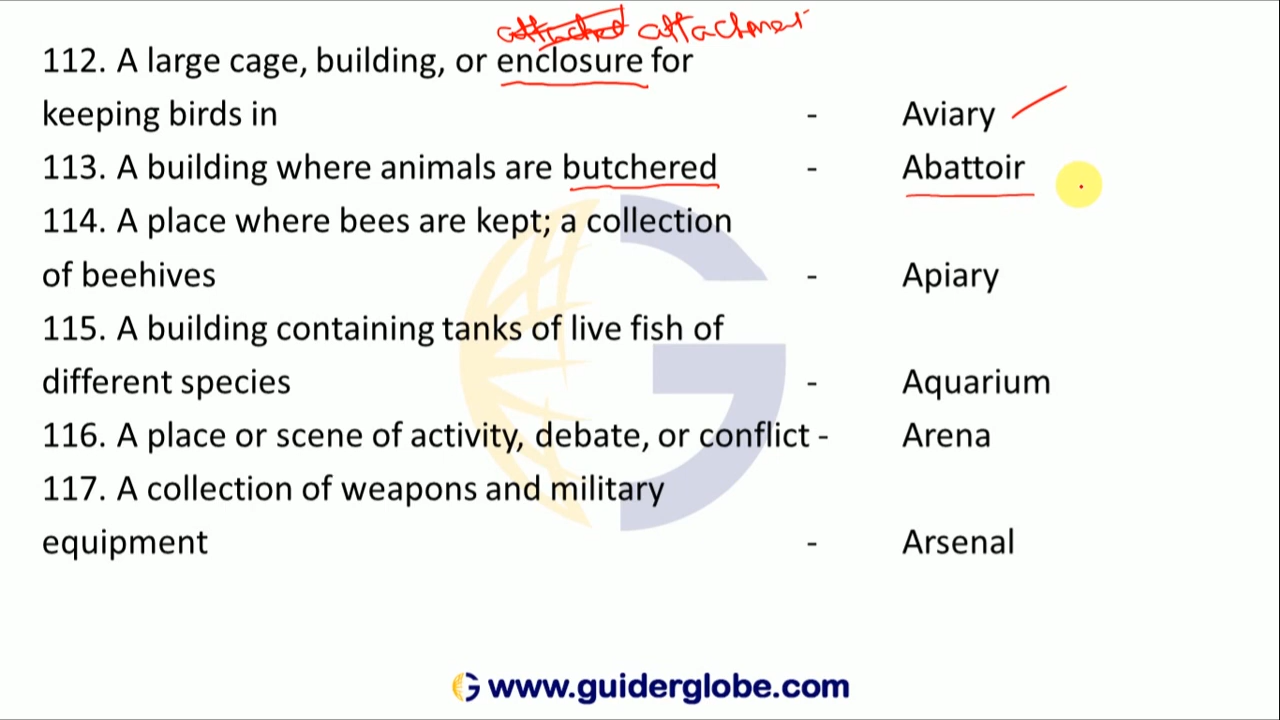 attached attachment
112. A large cage, building, or enclosure for
keeping birds in - Aviary
113. A building where animals are butchered - Abattoir
114. A place where bees are kept; a collection
of beehives - Apiary
115. A building containing tanks of live fish of
different species - Aquarium
116. A place or scene of activity, debate, or conflict - Arena
117. A collection of weapons and military
equipment - Arsenal
www.guiderglobe.com